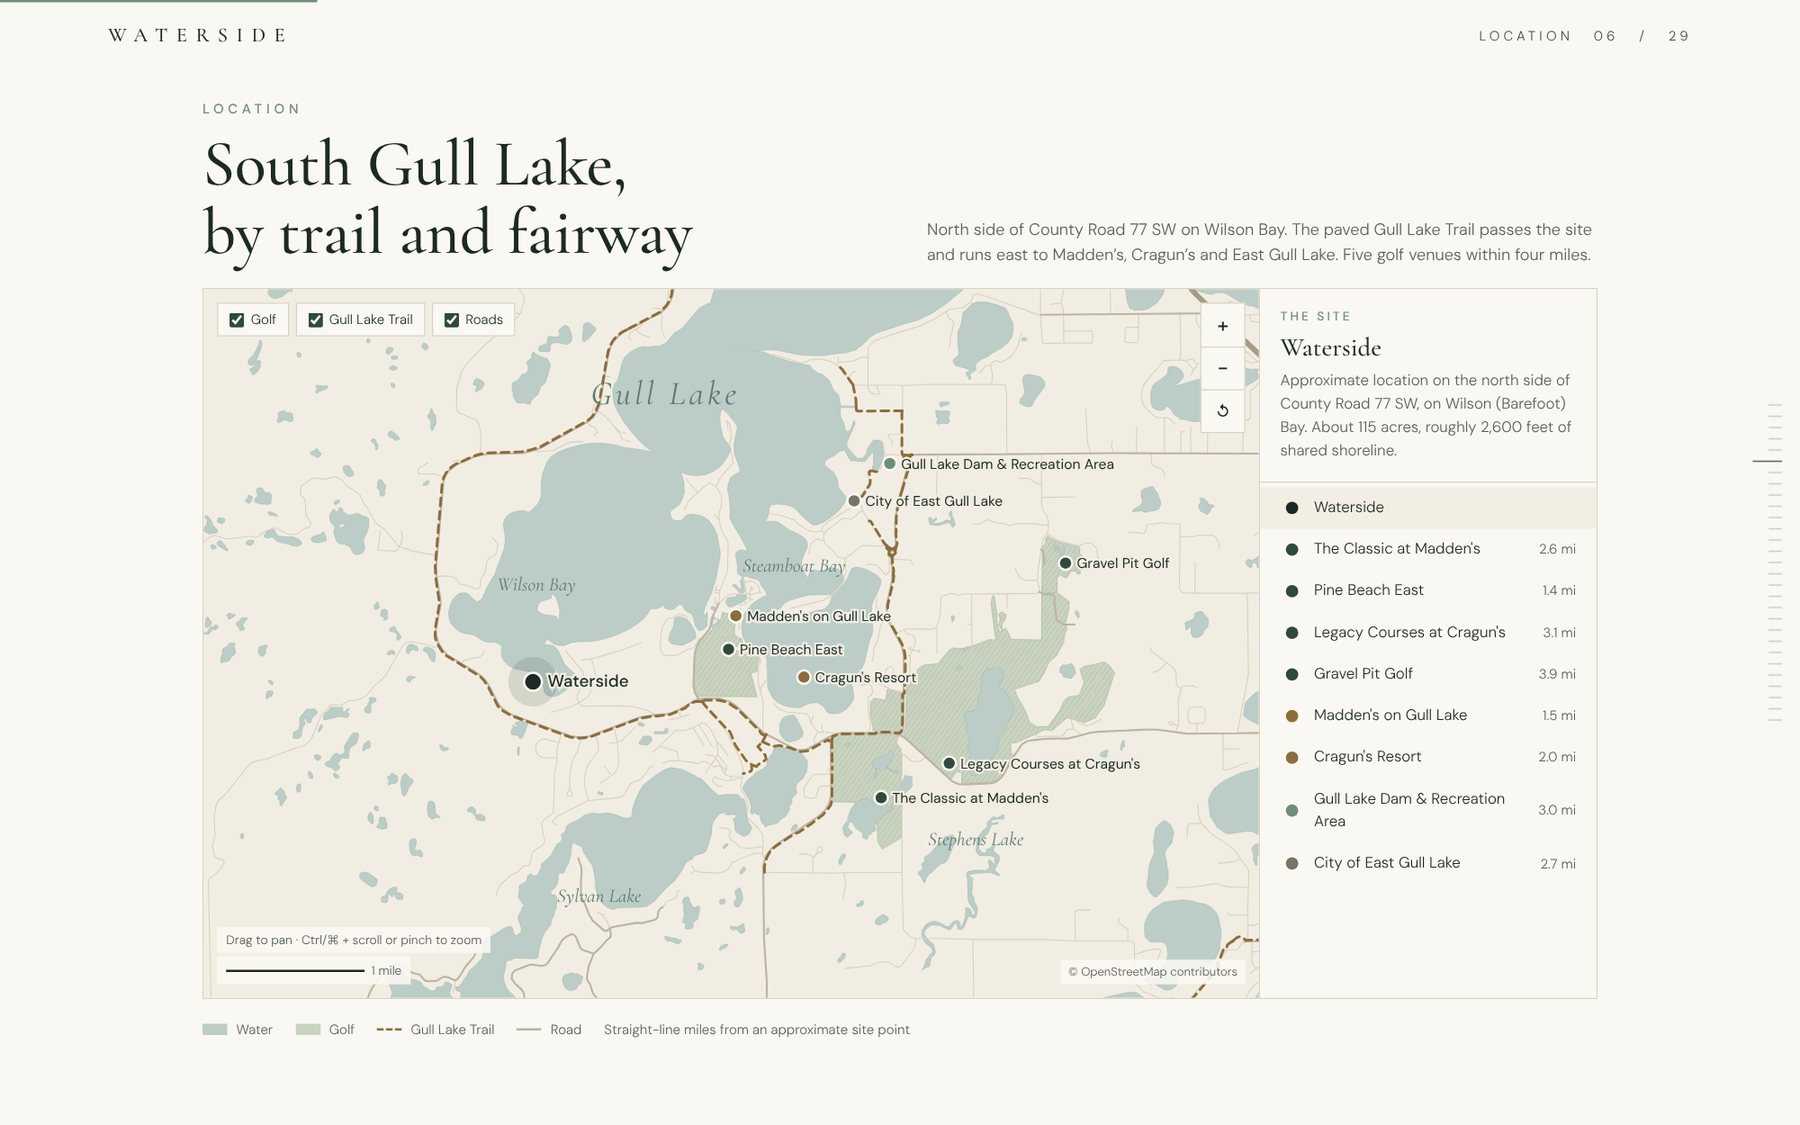 WATERSIDE
LOCATION 06 / 29
LOCATION
South Gull Lake,
by trail and fairway
North side of County Road 77 SW on Wilson Bay. The paved Gull Lake Trail passes the site
and runs east to Madden’s, Cragun’s and East Gull Lake. Five golf venues within four miles.
Golf
Gull Lake Trail
Roads
+
−
Gull Lake
Gull Lake Dam & Recreation Area
City of East Gull Lake
Gravel Pit Golf
Steamboat Bay
Wilson Bay
Madden's on Gull Lake
Pine Beach East
Cragun's Resort
Waterside
Legacy Courses at Cragun's
The Classic at Madden's
Stephens Lake
Sylvan Lake
Drag to pan · Ctrl/⌘ + scroll or pinch to zoom
1 mile
© OpenStreetMap contributors
THE SITE
Waterside
Approximate location on the north side of
County Road 77 SW, on Wilson (Barefoot)
Bay. About 115 acres, roughly 2,600 feet of
shared shoreline.
Waterside
The Classic at Madden's 2.6 mi
Pine Beach East 1.4 mi
Legacy Courses at Cragun's 3.1 mi
Gravel Pit Golf 3.9 mi
Madden's on Gull Lake 1.5 mi
Cragun's Resort 2.0 mi
Gull Lake Dam & Recreation
Area 3.0 mi
City of East Gull Lake 2.7 mi
Water
Golf
Gull Lake Trail
Road
Straight-line miles from an approximate site point